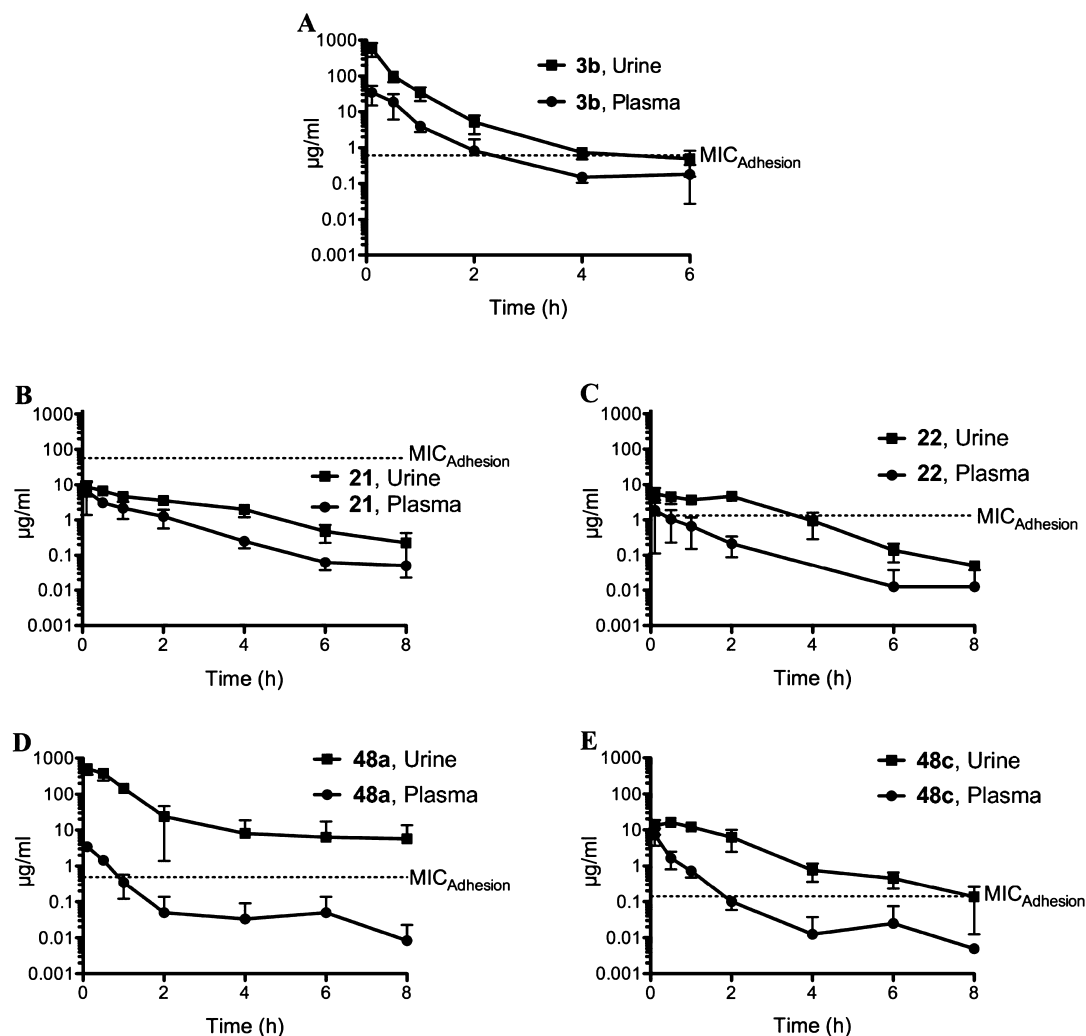 A
1000
100
10
1
0.1
0.01
0.001
µg/ml
3b, Urine
3b, Plasma
MICAdhesion
0 2 4 6
Time (h)
B
1000
100
10
1
0.1
0.01
0.001
µg/ml
MICAdhesion
21, Urine
21, Plasma
0 2 4 6 8
Time (h)
C
1000
100
10
1
0.1
0.01
0.001
µg/ml
22, Urine
22, Plasma
MICAdhesion
0 2 4 6 8
Time (h)
D
1000
100
10
1
0.1
0.01
0.001
µg/ml
48a, Urine
48a, Plasma
MICAdhesion
0 2 4 6 8
Time (h)
E
1000
100
10
1
0.1
0.01
0.001
µg/ml
48c, Urine
48c, Plasma
MICAdhesion
0 2 4 6 8
Time (h)